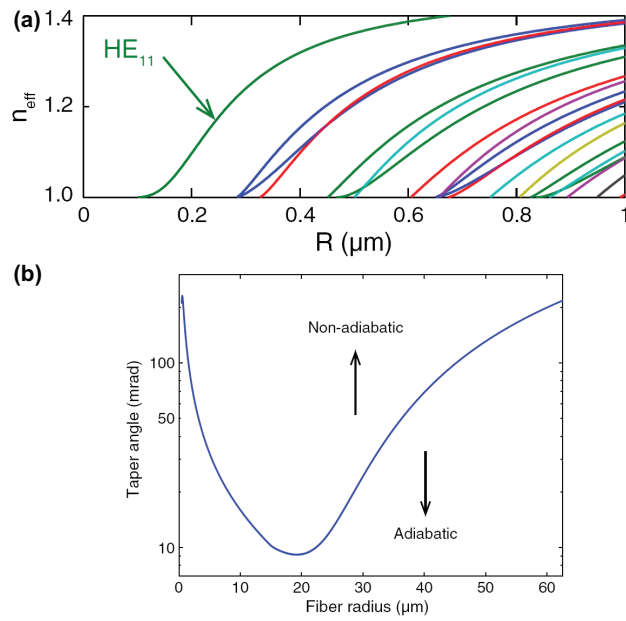 (a)
1.4
1.2
1.0
n_eff
HE₁₁
0 0.2 0.4 0.6 0.8 1
R (μm)
(b)
100
50
10
Taper angle (mrad)
Non-adiabatic
Adiabatic
0 10 20 30 40 50 60
Fiber radius (μm)